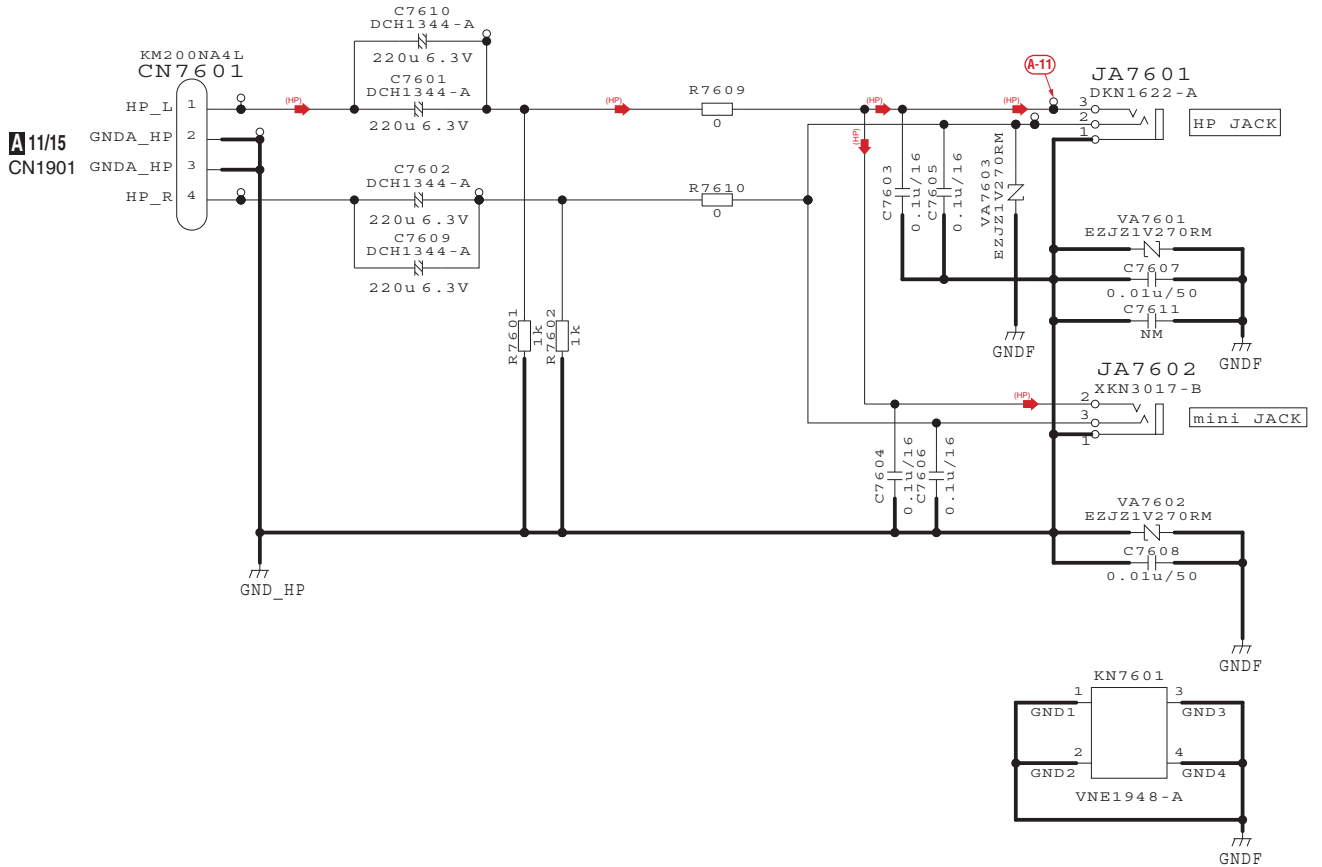 C7610
DCH1344-A
220u 6.3V
KM200NA4L
CN7601
C7601
DCH1344-A
220u 6.3V
HP_L 1
GNDA_HP 2
GNDA_HP 3
HP_R 4
A 11/15
CN1901
(HP)
(HP)
(HP)
(HP)
(HP)
(HP)
A-11
R7609
0
JA7601
DKN1622-A
3
2
1
HP JACK
C7602
DCH1344-A
220u 6.3V
C7609
DCH1344-A
220u 6.3V
R7610
0
C7603
0.1u/16
C7605
0.1u/16
VA7603
EZJZ1V270RM
GNDF
VA7601
EZJZ1V270RM
C7607
0.01u/50
C7611
NM
GNDF
R7601
1k
R7602
1k
JA7602
XKN3017-B
2
3
1
mini JACK
C7604
0.1u/16
C7606
0.1u/16
VA7602
EZJZ1V270RM
C7608
0.01u/50
GND_HP
GNDF
KN7601
1 3
GND1 GND3
2 4
GND2 GND4
VNE1948-A
GNDF